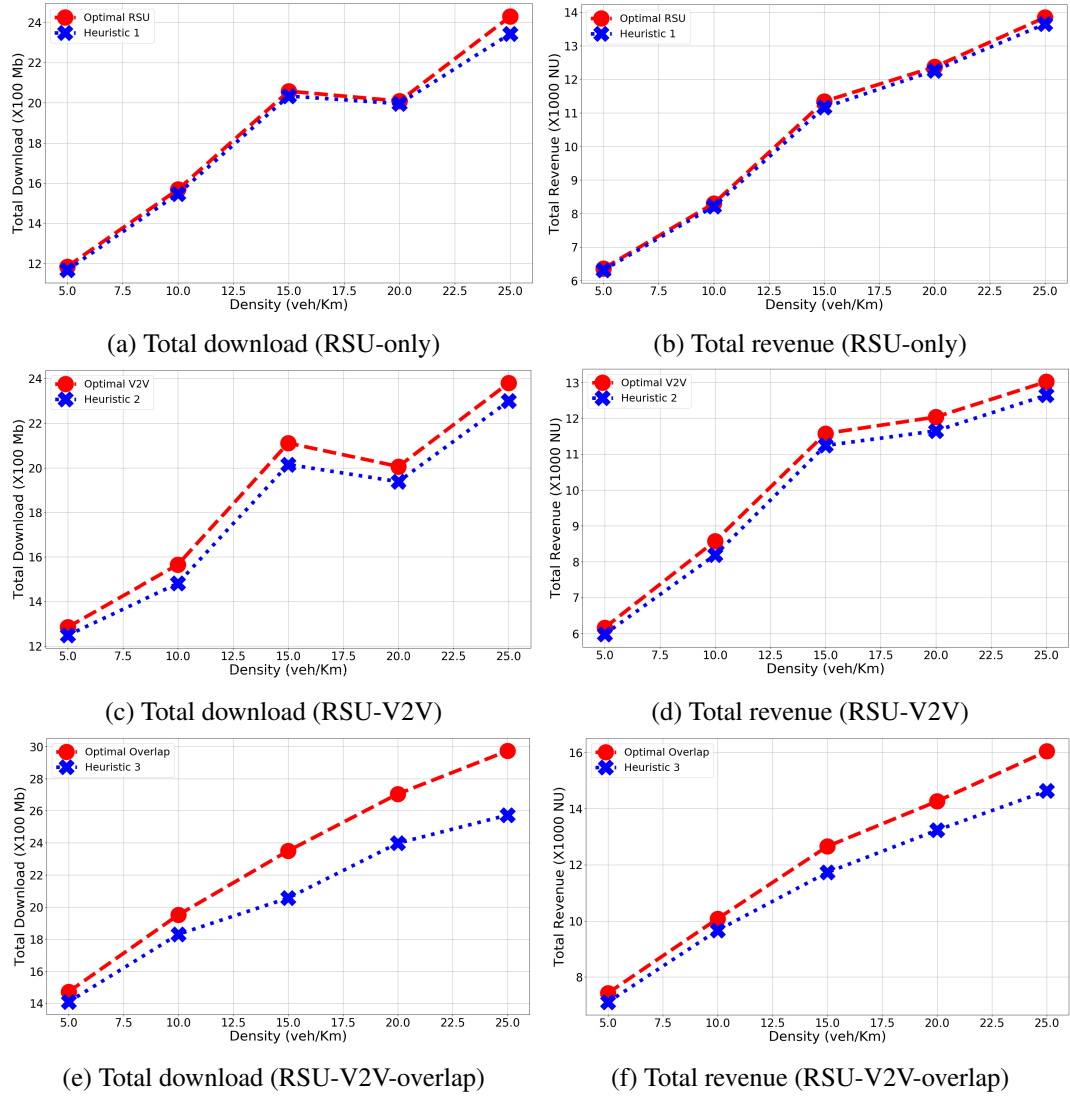 Total Download (X100 Mb)
24
22
20
18
16
14
12
Optimal RSU
Heuristic 1
5.0 7.5 10.0 12.5 15.0 17.5 20.0 22.5 25.0
Density (veh/Km)
(a) Total download (RSU-only)
Total Revenue (X1000 NU)
14
13
12
11
10
9
8
7
6
Optimal RSU
Heuristic 1
5.0 7.5 10.0 12.5 15.0 17.5 20.0 22.5 25.0
Density (veh/Km)
(b) Total revenue (RSU-only)
Total Download (X100 Mb)
24
22
20
18
16
14
12
Optimal V2V
Heuristic 2
5.0 7.5 10.0 12.5 15.0 17.5 20.0 22.5 25.0
Density (veh/Km)
(c) Total download (RSU-V2V)
Total Revenue (X1000 NU)
13
12
11
10
9
8
7
6
Optimal V2V
Heuristic 2
5.0 7.5 10.0 12.5 15.0 17.5 20.0 22.5 25.0
Density (veh/Km)
(d) Total revenue (RSU-V2V)
Total Download (X100 Mb)
30
28
26
24
22
20
18
16
14
Optimal Overlap
Heuristic 3
5.0 7.5 10.0 12.5 15.0 17.5 20.0 22.5 25.0
Density (veh/Km)
(e) Total download (RSU-V2V-overlap)
Total Revenue (X1000 NU)
16
14
12
10
8
Optimal Overlap
Heuristic 3
5.0 7.5 10.0 12.5 15.0 17.5 20.0 22.5 25.0
Density (veh/Km)
(f) Total revenue (RSU-V2V-overlap)